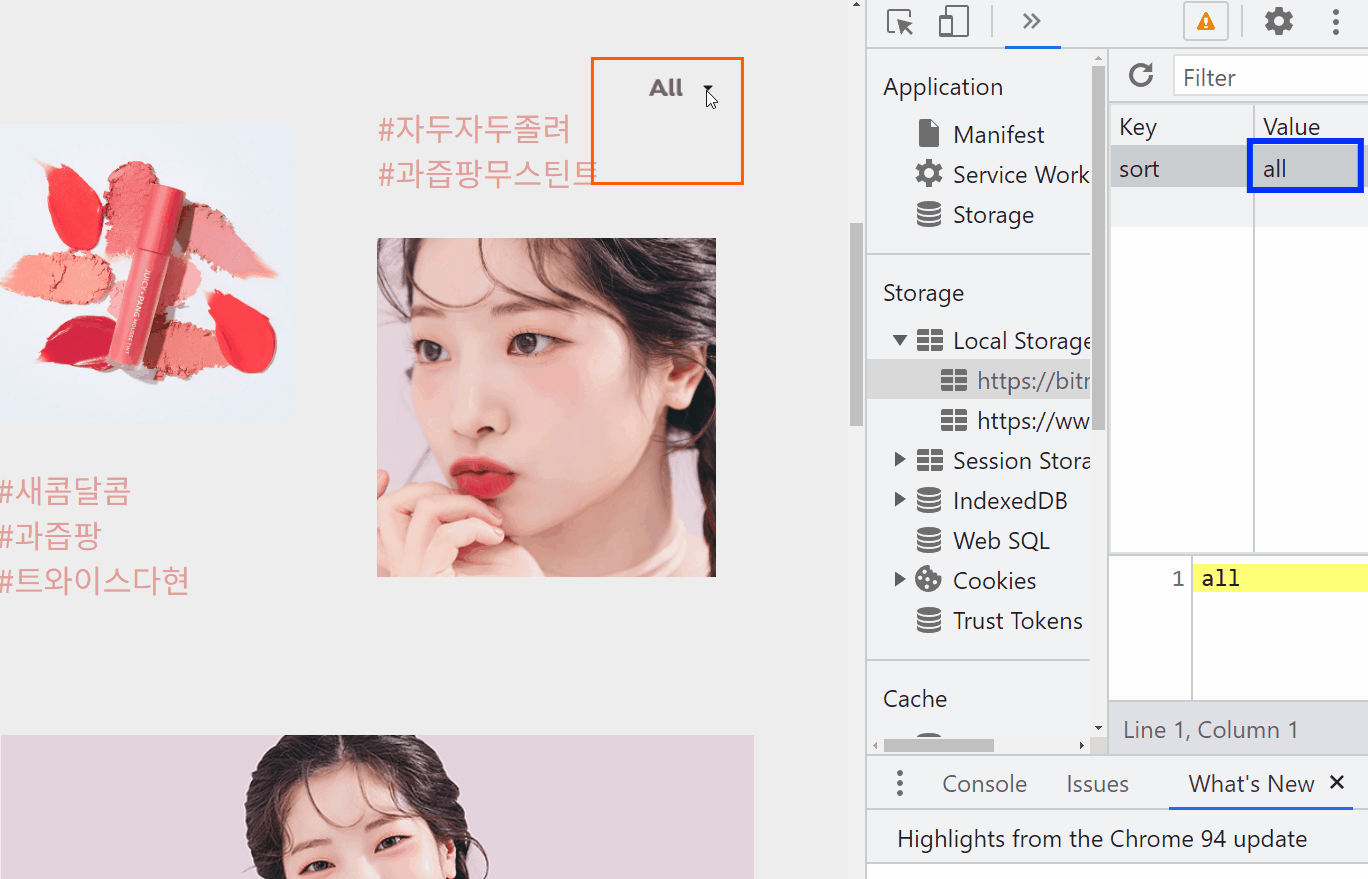 All
#자두자두졸려
#과즙팡무스틴트
JUICY-PANG MOUSSE TINT
#새콤달콤
#과즙팡
#트와이스다현
Application
Manifest
Service Work
Storage
Storage
Local Storage
https://bitr
https://ww
Session Stora
IndexedDB
Web SQL
Cookies
Trust Tokens
Cache
Filter
Key Value
sort all
1 all
Line 1, Column 1
Console Issues What's New
Highlights from the Chrome 94 update